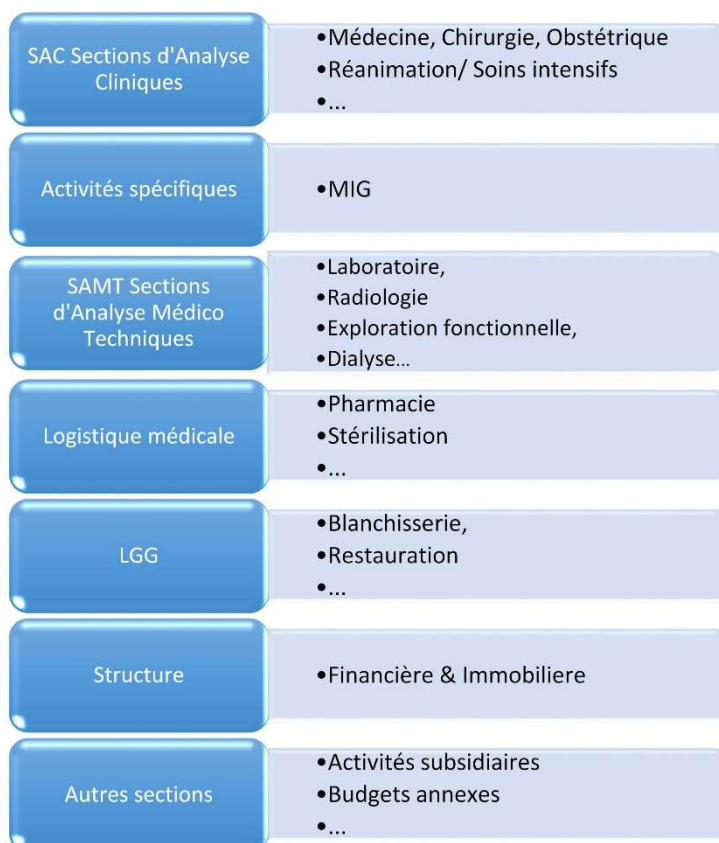 SAC Sections d'Analyse
Cliniques
•Médecine, Chirurgie, Obstétrique
•Réanimation/ Soins intensifs
•...
Activités spécifiques
•MIG
SAMT Sections
d'Analyse Médico
Techniques
•Laboratoire,
•Radiologie
•Exploration fonctionnelle,
•Dialyse...
Logistique médicale
•Pharmacie
•Stérilisation
•...
LGG
•Blanchisserie,
•Restauration
•...
Structure
•Financière & Immobiliere
Autres sections
•Activités subsidiaires
•Budgets annexes
•...